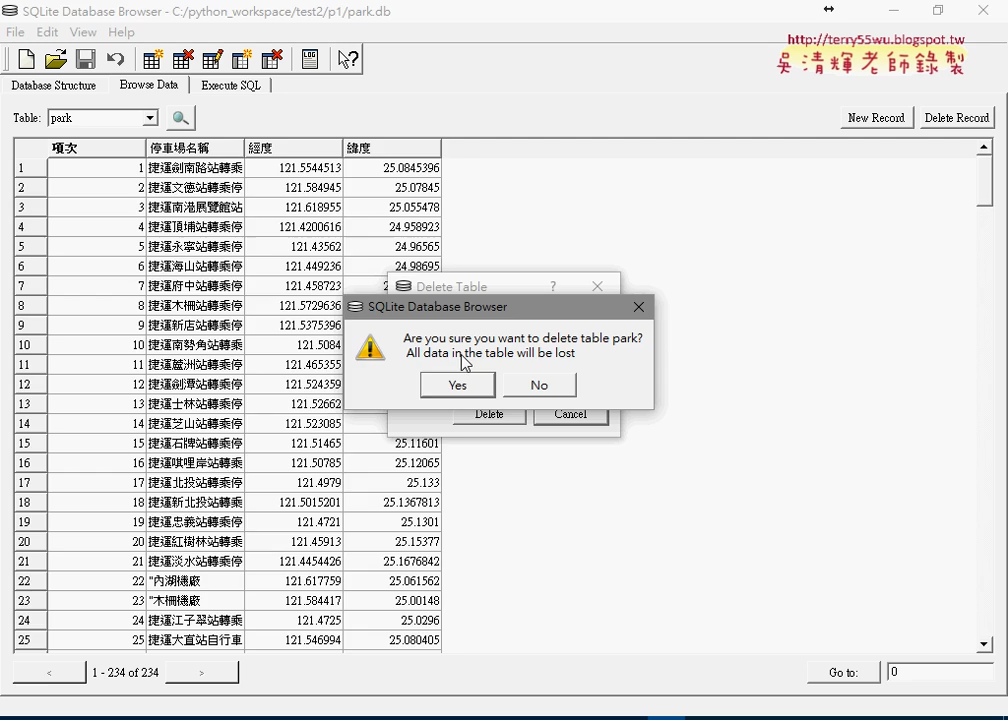 SQLite Database Browser - C:/python_workspace/test2/p1/park.db
File Edit View Help
LOG
http://terry55wu.blogspot.tw
吳清輝老師錄製
Database Structure Browse Data Execute SQL
Table: park New Record Delete Record
項次 停車場名稱 經度 緯度
1 1 捷運劍南路站轉乘 121.5544513 25.0845396
2 2 捷運文德站轉乘停 121.584945 25.07845
3 3 捷運南港展覽館站 121.618955 25.055478
4 4 捷運頂埔站轉乘停 121.4200616 24.958923
5 5 捷運永寧站轉乘停 121.43562 24.96565
6 6 捷運海山站轉乘停 121.449236 24.98695
7 7 捷運府中站轉乘停 121.458723
8 8 捷運木柵站轉乘停 121.5729636
9 9 捷運新店站轉乘停 121.5375396
10 10 捷運南勢角站轉乘 121.5084
11 11 捷運蘆洲站轉乘停 121.465355
12 12 捷運劍潭站轉乘停 121.524359
13 13 捷運士林站轉乘停 121.52662
14 14 捷運芝山站轉乘停 121.523085
15 15 捷運石牌站轉乘停 121.51465 25.11601
16 16 捷運唭哩岸站轉乘 121.50785 25.12065
17 17 捷運北投站轉乘停 121.4979 25.133
18 18 捷運新北投站轉乘 121.5015201 25.1367813
19 19 捷運忠義站轉乘停 121.4721 25.1301
20 20 捷運紅樹林站轉乘 121.45913 25.15377
21 21 捷運淡水站轉乘停 121.4454426 25.1676842
22 22 "內湖機廠 121.617759 25.061562
23 23 "木柵機廠 121.584417 25.00148
24 24 捷運江子翠站轉乘 121.4725 25.0296
25 25 捷運大直站自行車 121.546994 25.080405
Delete Table ?
SQLite Database Browser
Are you sure you want to delete table park?
All data in the table will be lost
Yes No
Delete Cancel
< 1 - 234 of 234 > Go to: 0